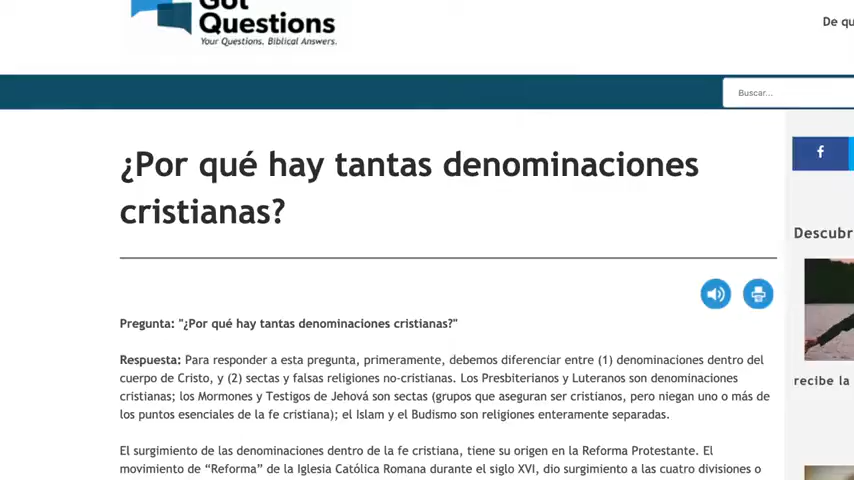 Got
Questions
Your Questions. Biblical Answers.
De qu
Buscar...
¿Por qué hay tantas denominaciones
cristianas?
f
Descubr
Pregunta: "¿Por qué hay tantas denominaciones cristianas?"
Respuesta: Para responder a esta pregunta, primeramente, debemos diferenciar entre (1) denominaciones dentro del
cuerpo de Cristo, y (2) sectas y falsas religiones no-cristianas. Los Presbiterianos y Luteranos son denominaciones
cristianas; los Mormones y Testigos de Jehová son sectas (grupos que aseguran ser cristianos, pero niegan uno o más de
los puntos esenciales de la fe cristiana); el Islam y el Budismo son religiones enteramente separadas.
recibe la
El surgimiento de las denominaciones dentro de la fe cristiana, tiene su origen en la Reforma Protestante. El
movimiento de “Reforma” de la Iglesia Católica Romana durante el siglo XVI, dio surgimiento a las cuatro divisiones o